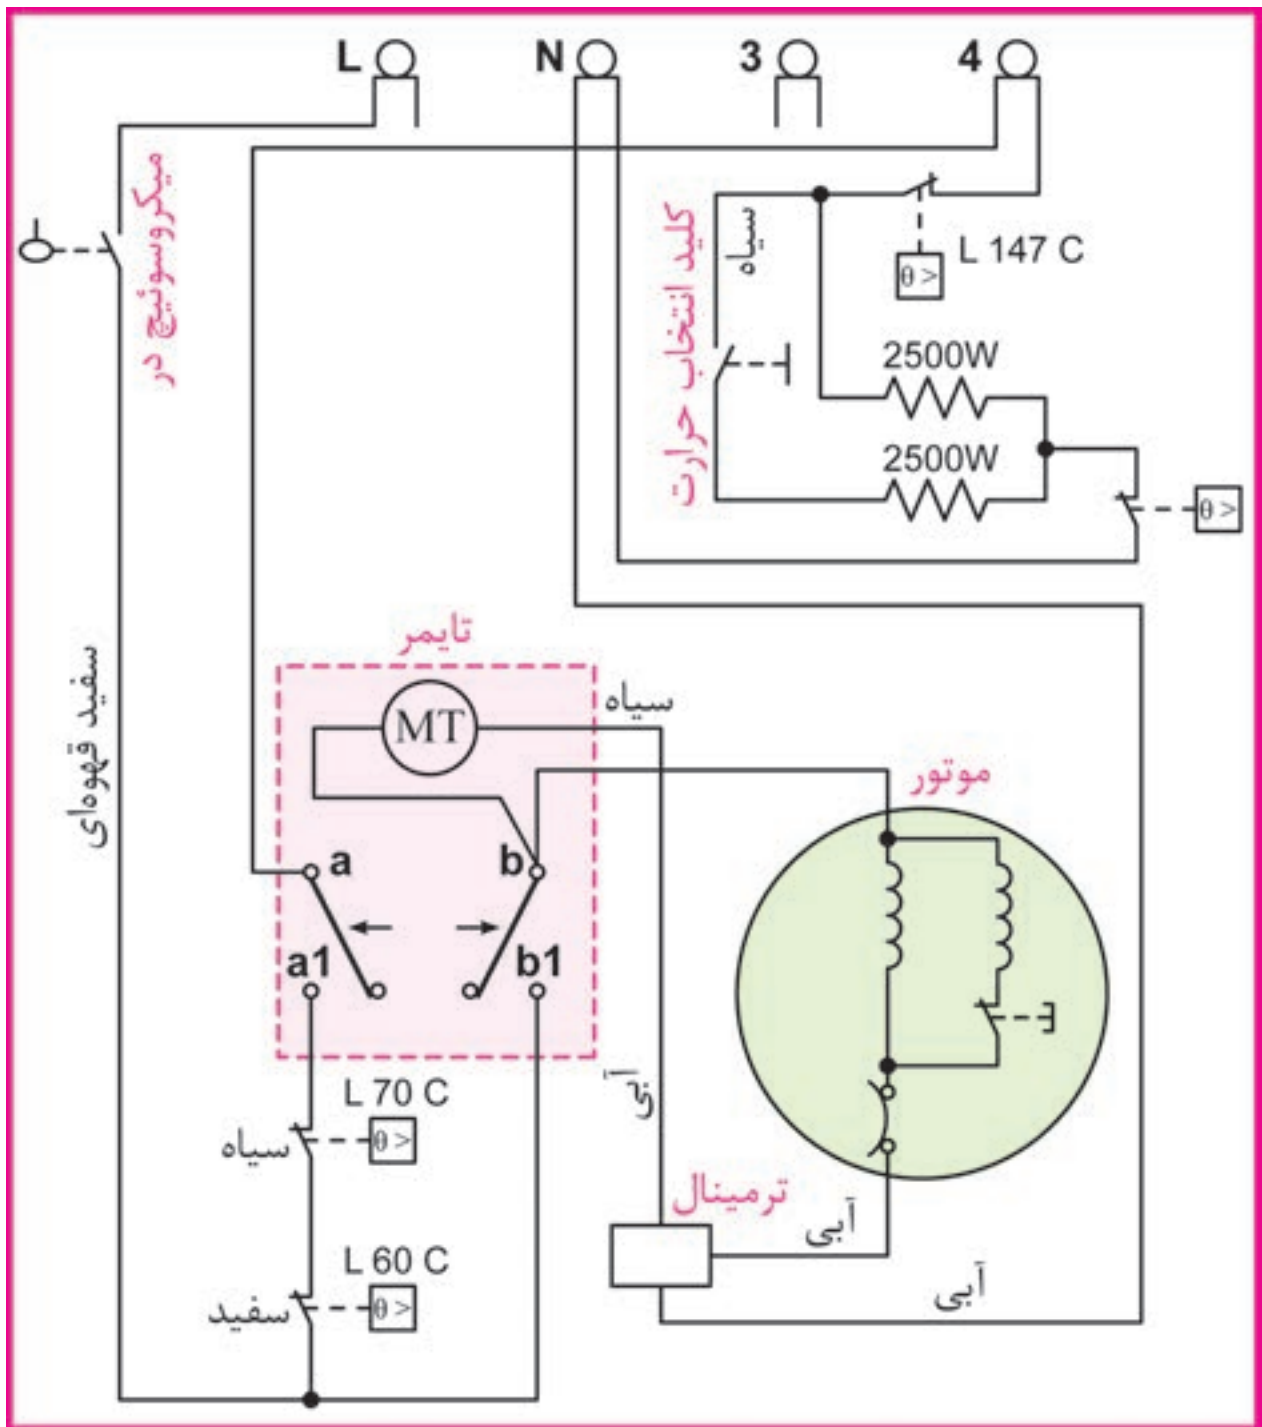 L
N
3
4
میکروسوئیچ در
کلید انتخاب حرارت
سیاه
L 147 C
θ >
2500W
2500W
θ >
سفید قهوه‌ای
تایمر
MT
سیاه
موتور
a
b
a1
b1
L 70 C
θ >
سیاه
آبی
ترمینال
آبی
آبی
L 60 C
θ >
سفید